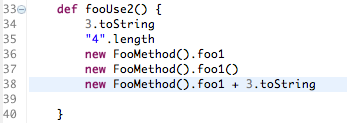 33 def fooUse2() {
34 3.toString
35 "4".length
36 new FooMethod().foo1
37 new FooMethod().foo1()
38 new FooMethod().foo1 + 3.toString
39
40 }